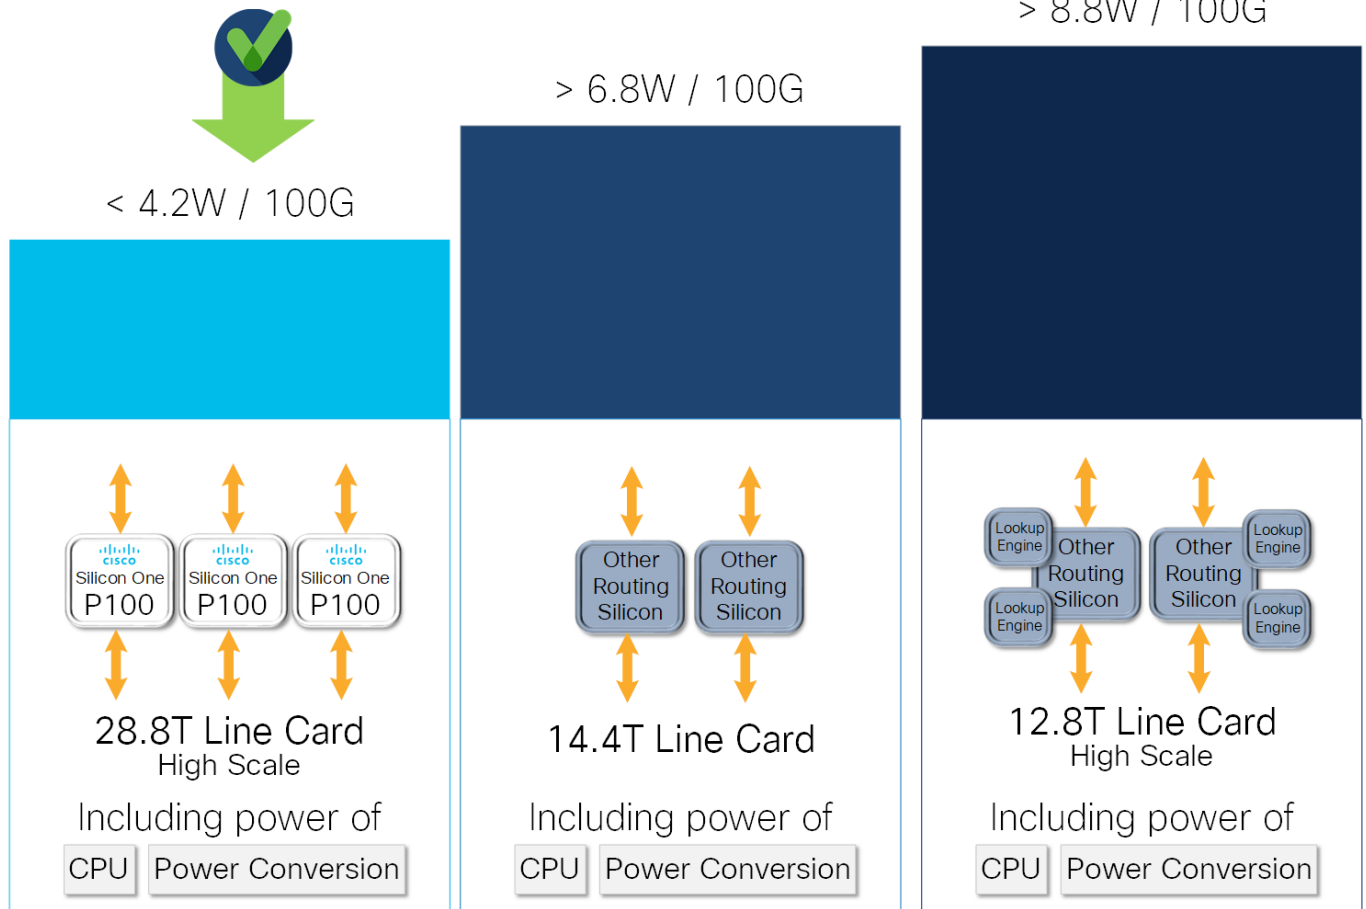 > 8.8W / 100G
> 6.8W / 100G
< 4.2W / 100G
CISCO
Silicon One
P100
CISCO
Silicon One
P100
CISCO
Silicon One
P100
28.8T Line Card
High Scale
Including power of
CPU
Power Conversion
Other
Routing
Silicon
Other
Routing
Silicon
14.4T Line Card
Including power of
CPU
Power Conversion
Lookup
Engine
Lookup
Engine
Other
Routing
Silicon
Other
Routing
Silicon
Lookup
Engine
Lookup
Engine
12.8T Line Card
High Scale
Including power of
CPU
Power Conversion